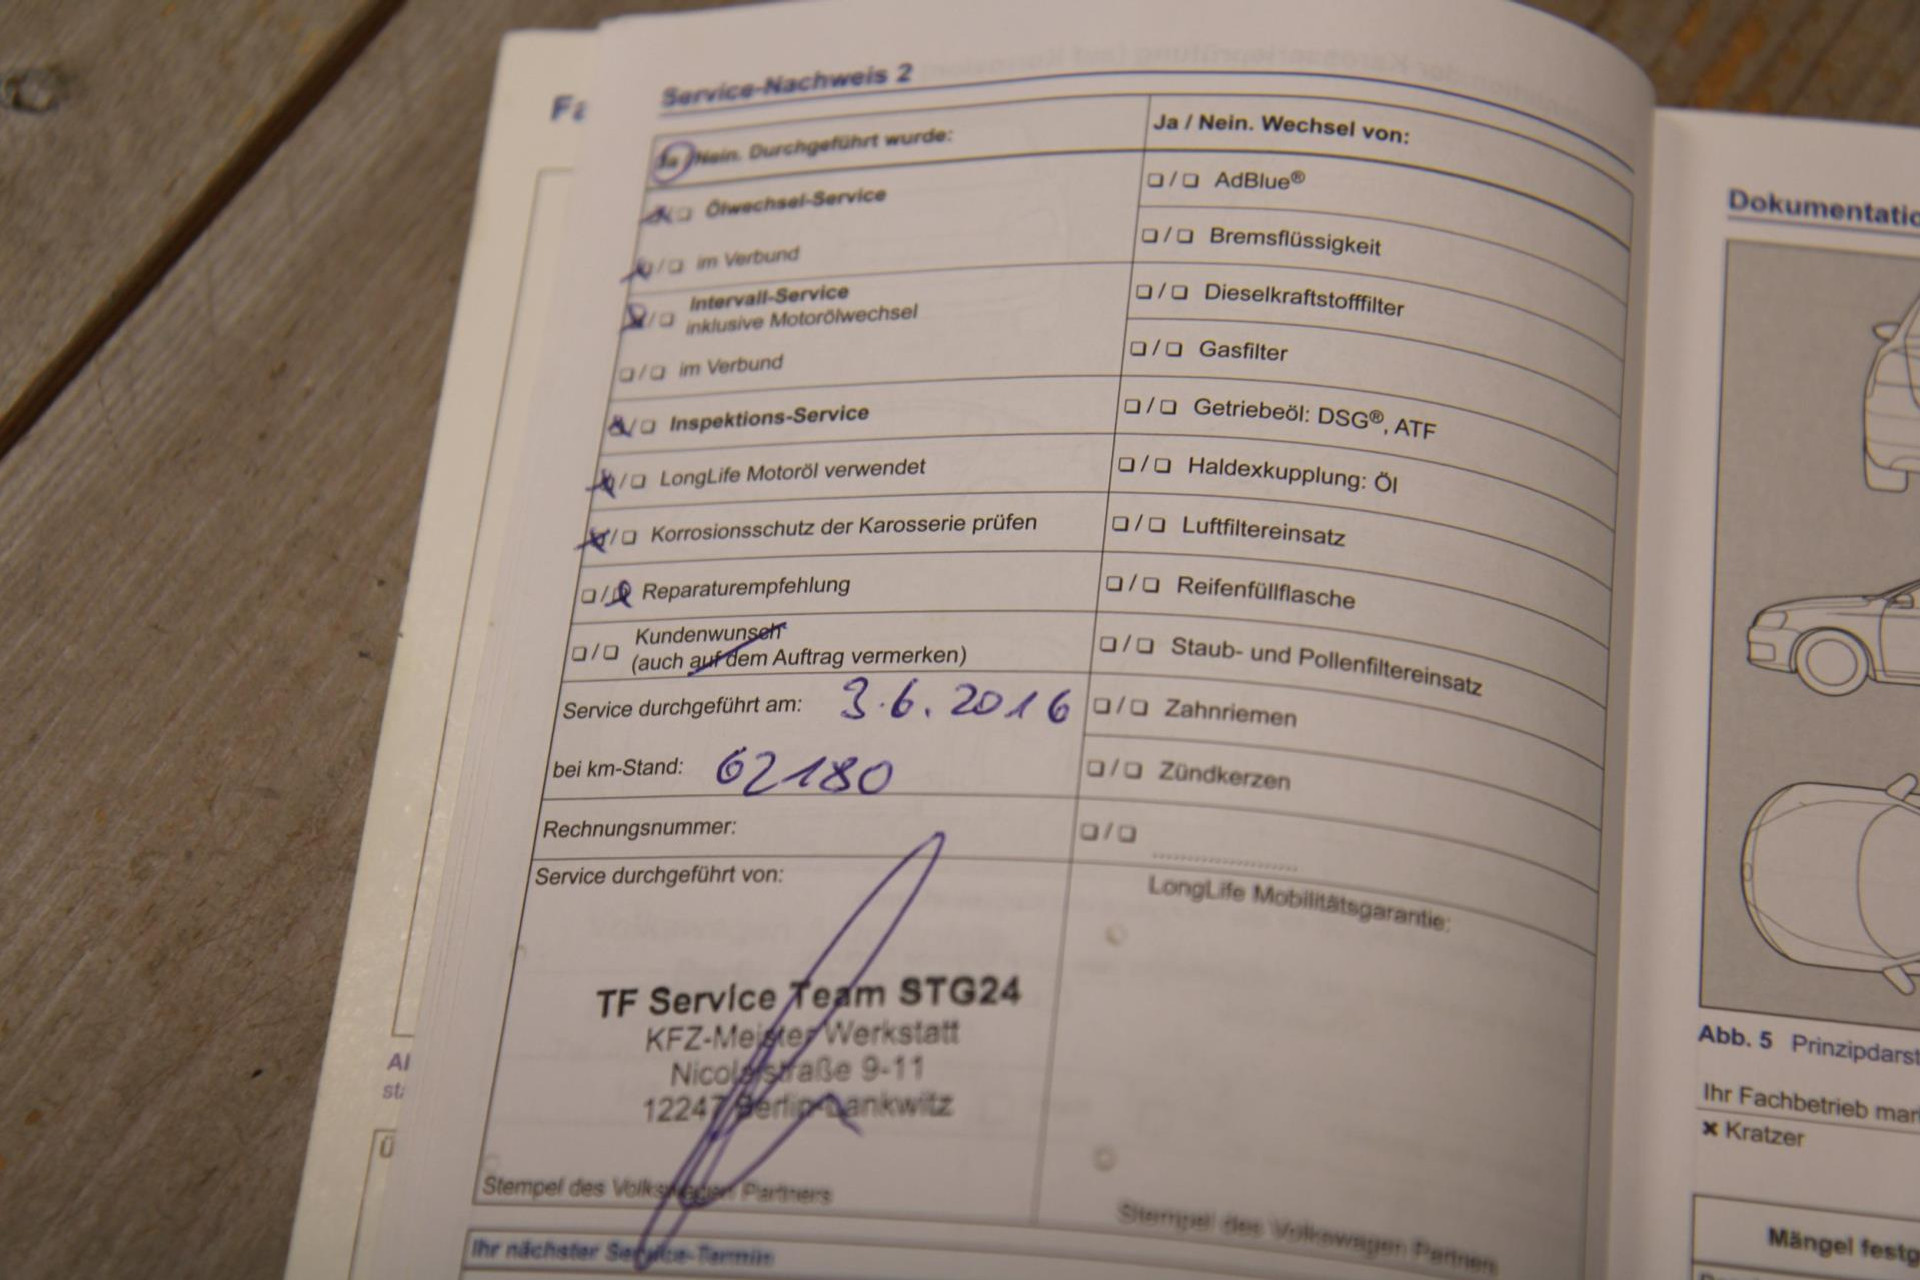 Fa
Service-Nachweis 2
Ja / Nein. Durchgeführt wurde:
❏ Ölwechsel-Service
❏/❏ im Verbund
❏/❏ Intervall-Service
inklusive Motorölwechsel
❏/❏ im Verbund
❏/❏ Inspektions-Service
❏/❏ LongLife Motoröl verwendet
❏/❏ Korrosionsschutz der Karosserie prüfen
❏/❏ Reparaturempfehlung
❏/❏ Kundenwunsch
(auch auf dem Auftrag vermerken)
Service durchgeführt am: 3.6.2016
bei km-Stand: 62180
Rechnungsnummer:
Service durchgeführt von:
TF Service Team STG24
KFZ-Meister Werkstatt
Nicolaistraße 9-11
12247 Berlin-Lankwitz
Stempel des Volkswagen Partners
Ihr nächster Service-Termin
Ja / Nein. Wechsel von:
❏/❏ AdBlue®
❏/❏ Bremsflüssigkeit
❏/❏ Dieselkraftstofffilter
❏/❏ Gasfilter
❏/❏ Getriebeöl: DSG®, ATF
❏/❏ Haldexkupplung: Öl
❏/❏ Luftfiltereinsatz
❏/❏ Reifenfüllflasche
❏/❏ Staub- und Pollenfiltereinsatz
❏/❏ Zahnriemen
❏/❏ Zündkerzen
❏/❏ ....................
LongLife Mobilitätsgarantie:
Stempel des Volkswagen Partners
Dokumentatio
Abb. 5 Prinzipdarst
Ihr Fachbetrieb mar
× Kratzer
Mängel festg
Al
sta
Ü